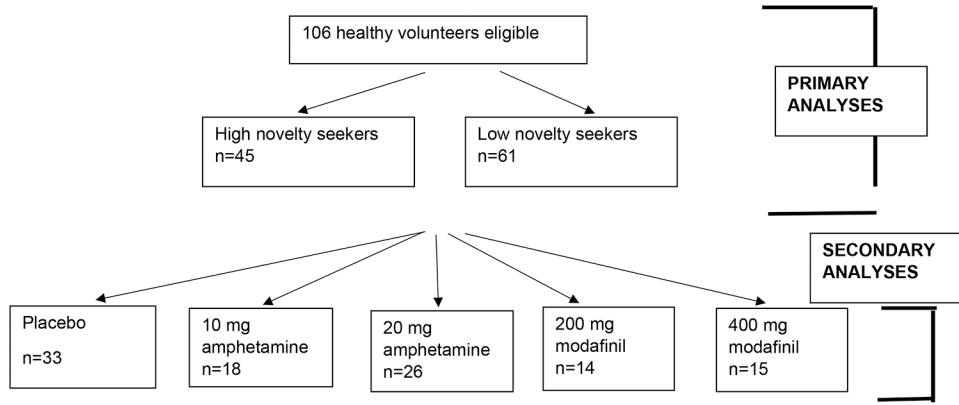 106 healthy volunteers eligible
PRIMARY
ANALYSES
High novelty seekers
n=45
Low novelty seekers
n=61
SECONDARY
ANALYSES
Placebo
n=33
10 mg
amphetamine
n=18
20 mg
amphetamine
n=26
200 mg
modafinil
n=14
400 mg
modafinil
n=15